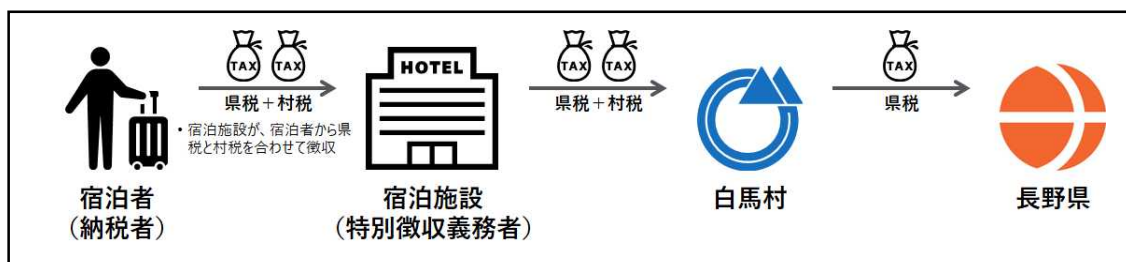 TAX TAX
県税+村税
・宿泊施設が、宿泊者から県
税と村税を合わせて徴収
宿泊者
(納税者)
HOTEL
宿泊施設
(特別徴収義務者)
TAX TAX
県税+村税
白馬村
TAX
県税
長野県